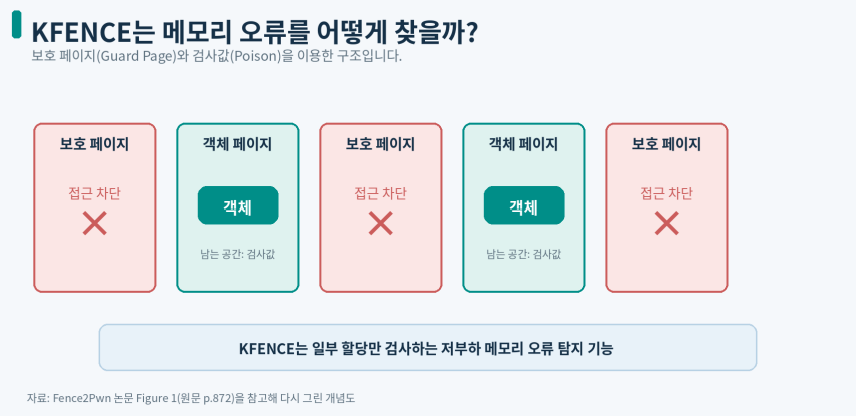 KFENCE는 메모리 오류를 어떻게 찾을까?
보호 페이지(Guard Page)와 검사값(Poison)을 이용한 구조입니다.
보호 페이지
접근 차단
객체 페이지
객체
남는 공간: 검사값
보호 페이지
접근 차단
객체 페이지
객체
남는 공간: 검사값
보호 페이지
접근 차단
KFENCE는 일부 할당만 검사하는 저부하 메모리 오류 탐지 기능
자료: Fence2Pwn 논문 Figure 1(원문 p.872)을 참고해 다시 그린 개념도